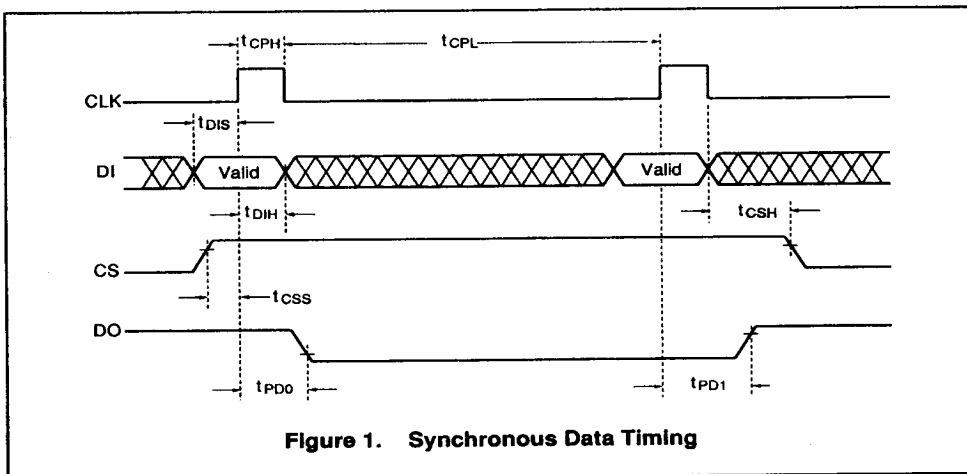 tCPH
tCPL
CLK
tDIS
DI
Valid
Valid
tDIH
tCSH
CS
tCSS
DO
tPD0
tPD1
Figure 1. Synchronous Data Timing